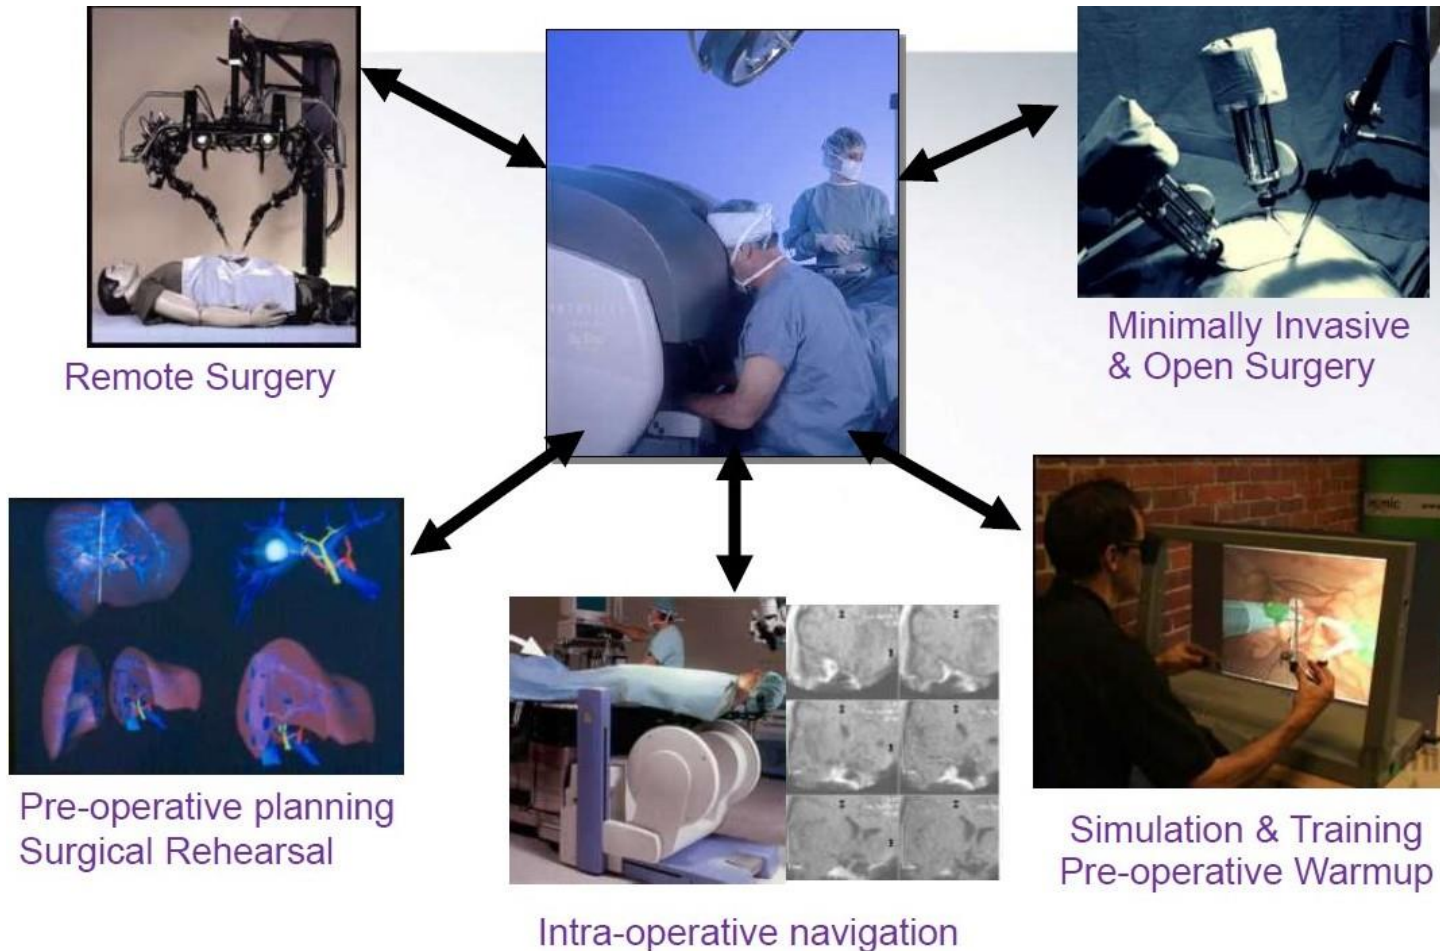 Remote Surgery
Minimally Invasive
& Open Surgery
Pre-operative planning
Surgical Rehearsal
Simulation & Training
Pre-operative Warmup
Intra-operative navigation